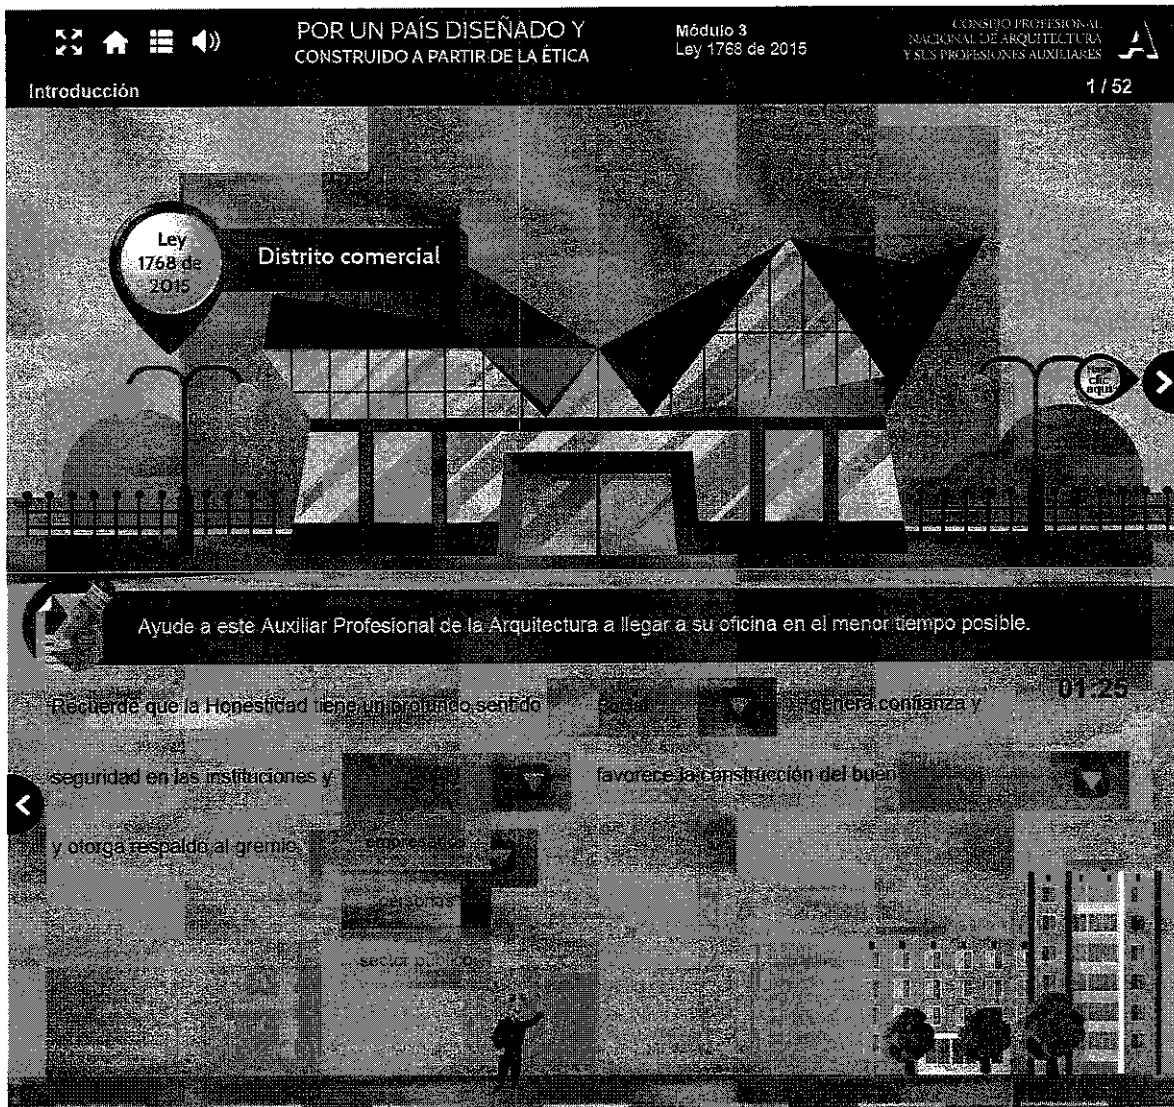 POR UN PAÍS DISEÑADO Y
CONSTRUIDO A PARTIR DE LA ÉTICA
Módulo 3
Ley 1768 de 2015
CONSEJO PROFESIONAL
NACIONAL DE ARQUITECTURA
Y SUS PROFESIONES AUXILIARES
Introducción
1 / 52
Ley
1768 de
2015
Distrito comercial
Hage
clic
aquí
Ayude a este Auxiliar Profesional de la Arquitectura a llegar a su oficina en el menor tiempo posible.
01:25
Recuerde que la Honestidad tiene un profundo sentido social genera confianza y
seguridad en las instituciones y favorece la construcción del buen
y otorga respaldo al gremio.
empresarios
personas
sector público